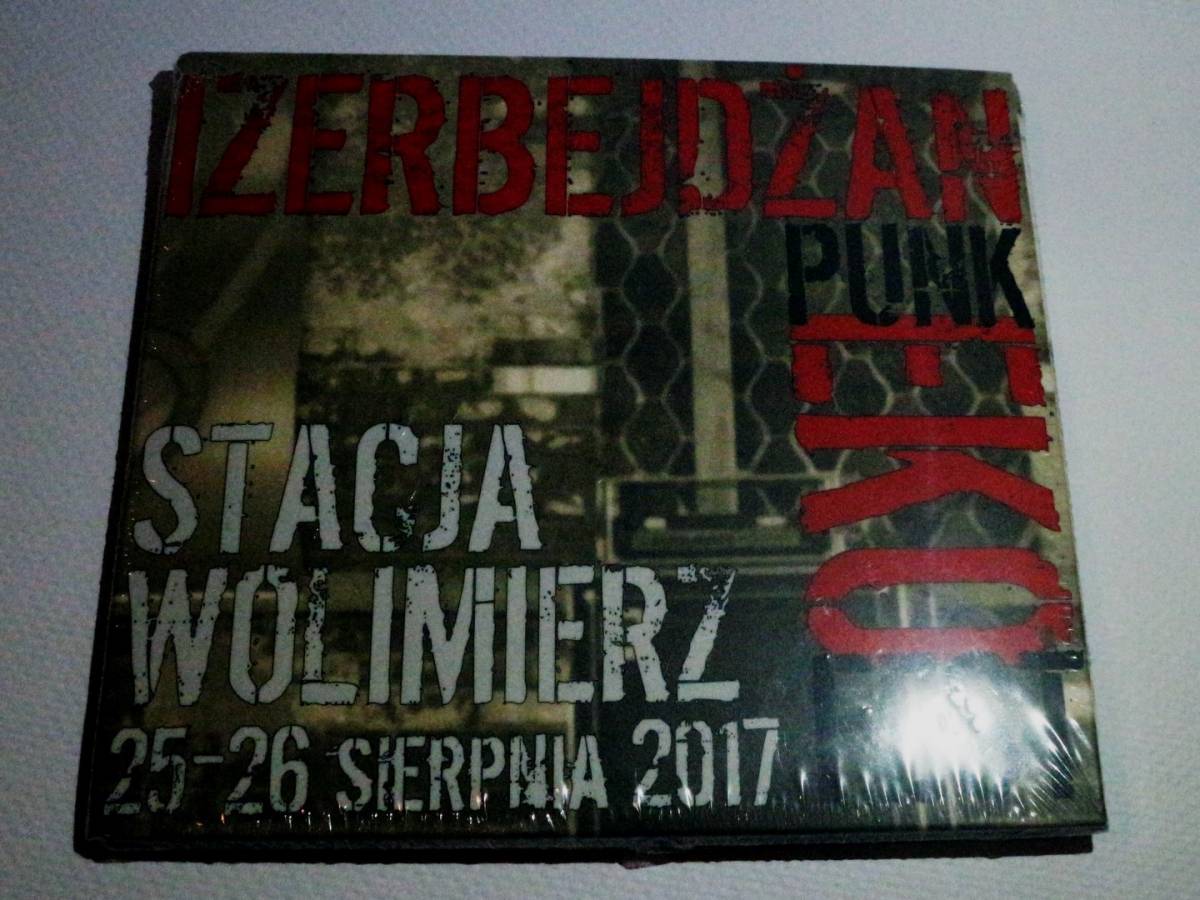 IZERBEJDŻAN
PUNK
EKO
STACJA
WOLIMIERZ
25-26 SIERPNIA 2017